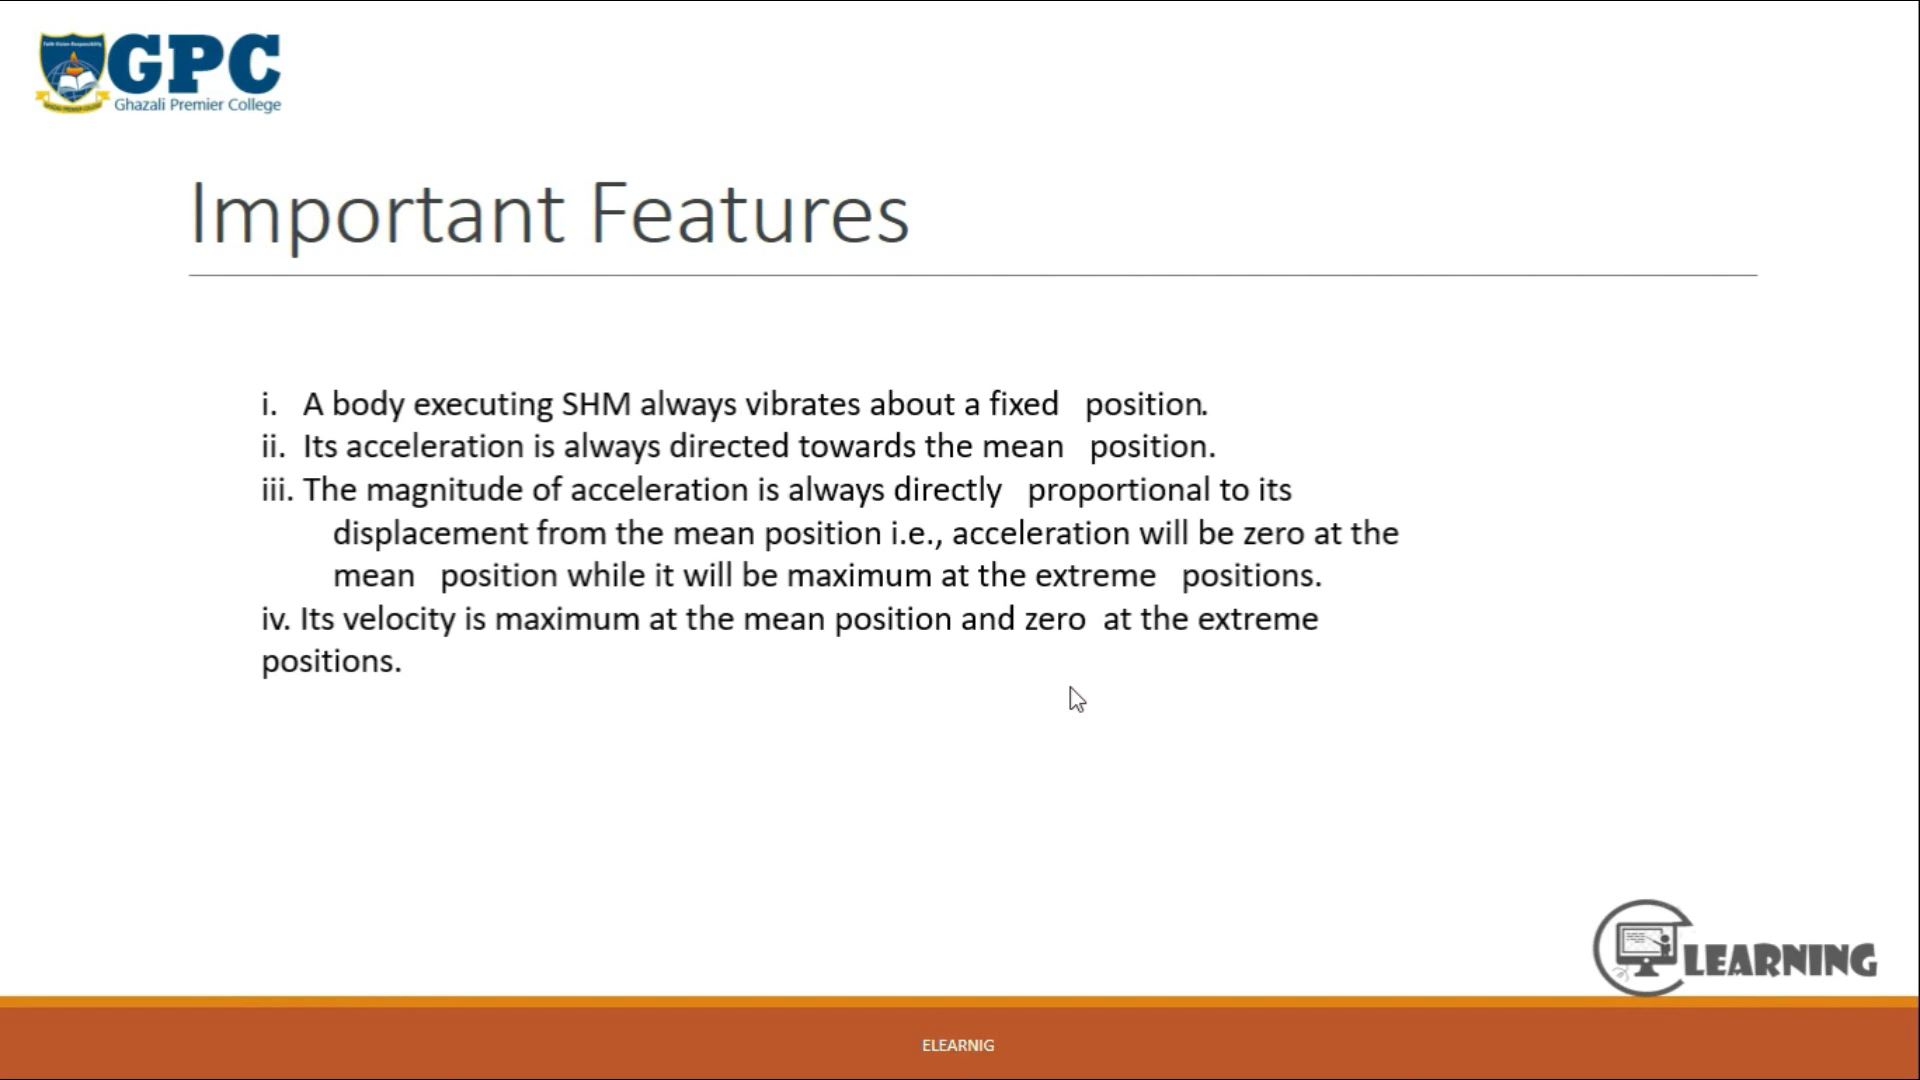 Faith Vision Responsibility
GPC
Ghazali Premier College
Important Features
i. A body executing SHM always vibrates about a fixed position.
ii. Its acceleration is always directed towards the mean position.
iii. The magnitude of acceleration is always directly proportional to its
displacement from the mean position i.e., acceleration will be zero at the
mean position while it will be maximum at the extreme positions.
iv. Its velocity is maximum at the mean position and zero at the extreme
positions.
LEARNING
ELEARNIG